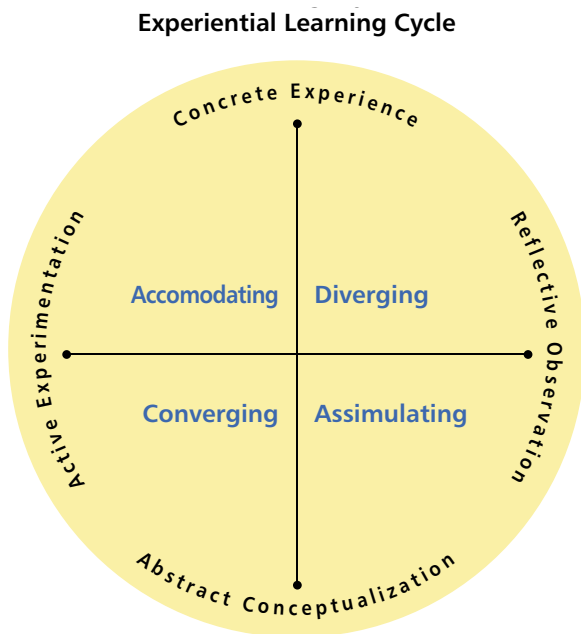 Experiential Learning Cycle
Concrete Experience
Active Experimentation
Reflective Observation
Accomodating
Diverging
Converging
Assimulating
Abstract Conceptualization